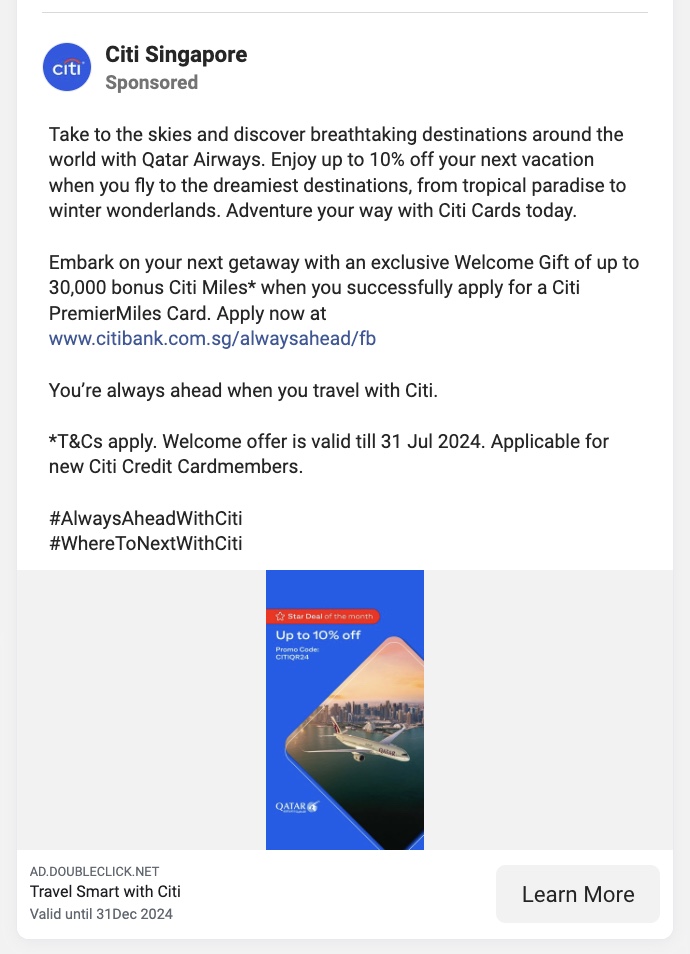 citi
Citi Singapore
Sponsored
Take to the skies and discover breathtaking destinations around the
world with Qatar Airways. Enjoy up to 10% off your next vacation
when you fly to the dreamiest destinations, from tropical paradise to
winter wonderlands. Adventure your way with Citi Cards today.
Embark on your next getaway with an exclusive Welcome Gift of up to
30,000 bonus Citi Miles* when you successfully apply for a Citi
PremierMiles Card. Apply now at
www.citibank.com.sg/alwaysahead/fb
You’re always ahead when you travel with Citi.
*T&Cs apply. Welcome offer is valid till 31 Jul 2024. Applicable for
new Citi Credit Cardmembers.
#AlwaysAheadWithCiti
#WhereToNextWithCiti
Star Deal of the month
Up to 10% off
Promo Code:
CITIQR24
QATAR
QATAR
AD.DOUBLECLICK.NET
Travel Smart with Citi
Valid until 31Dec 2024
Learn More